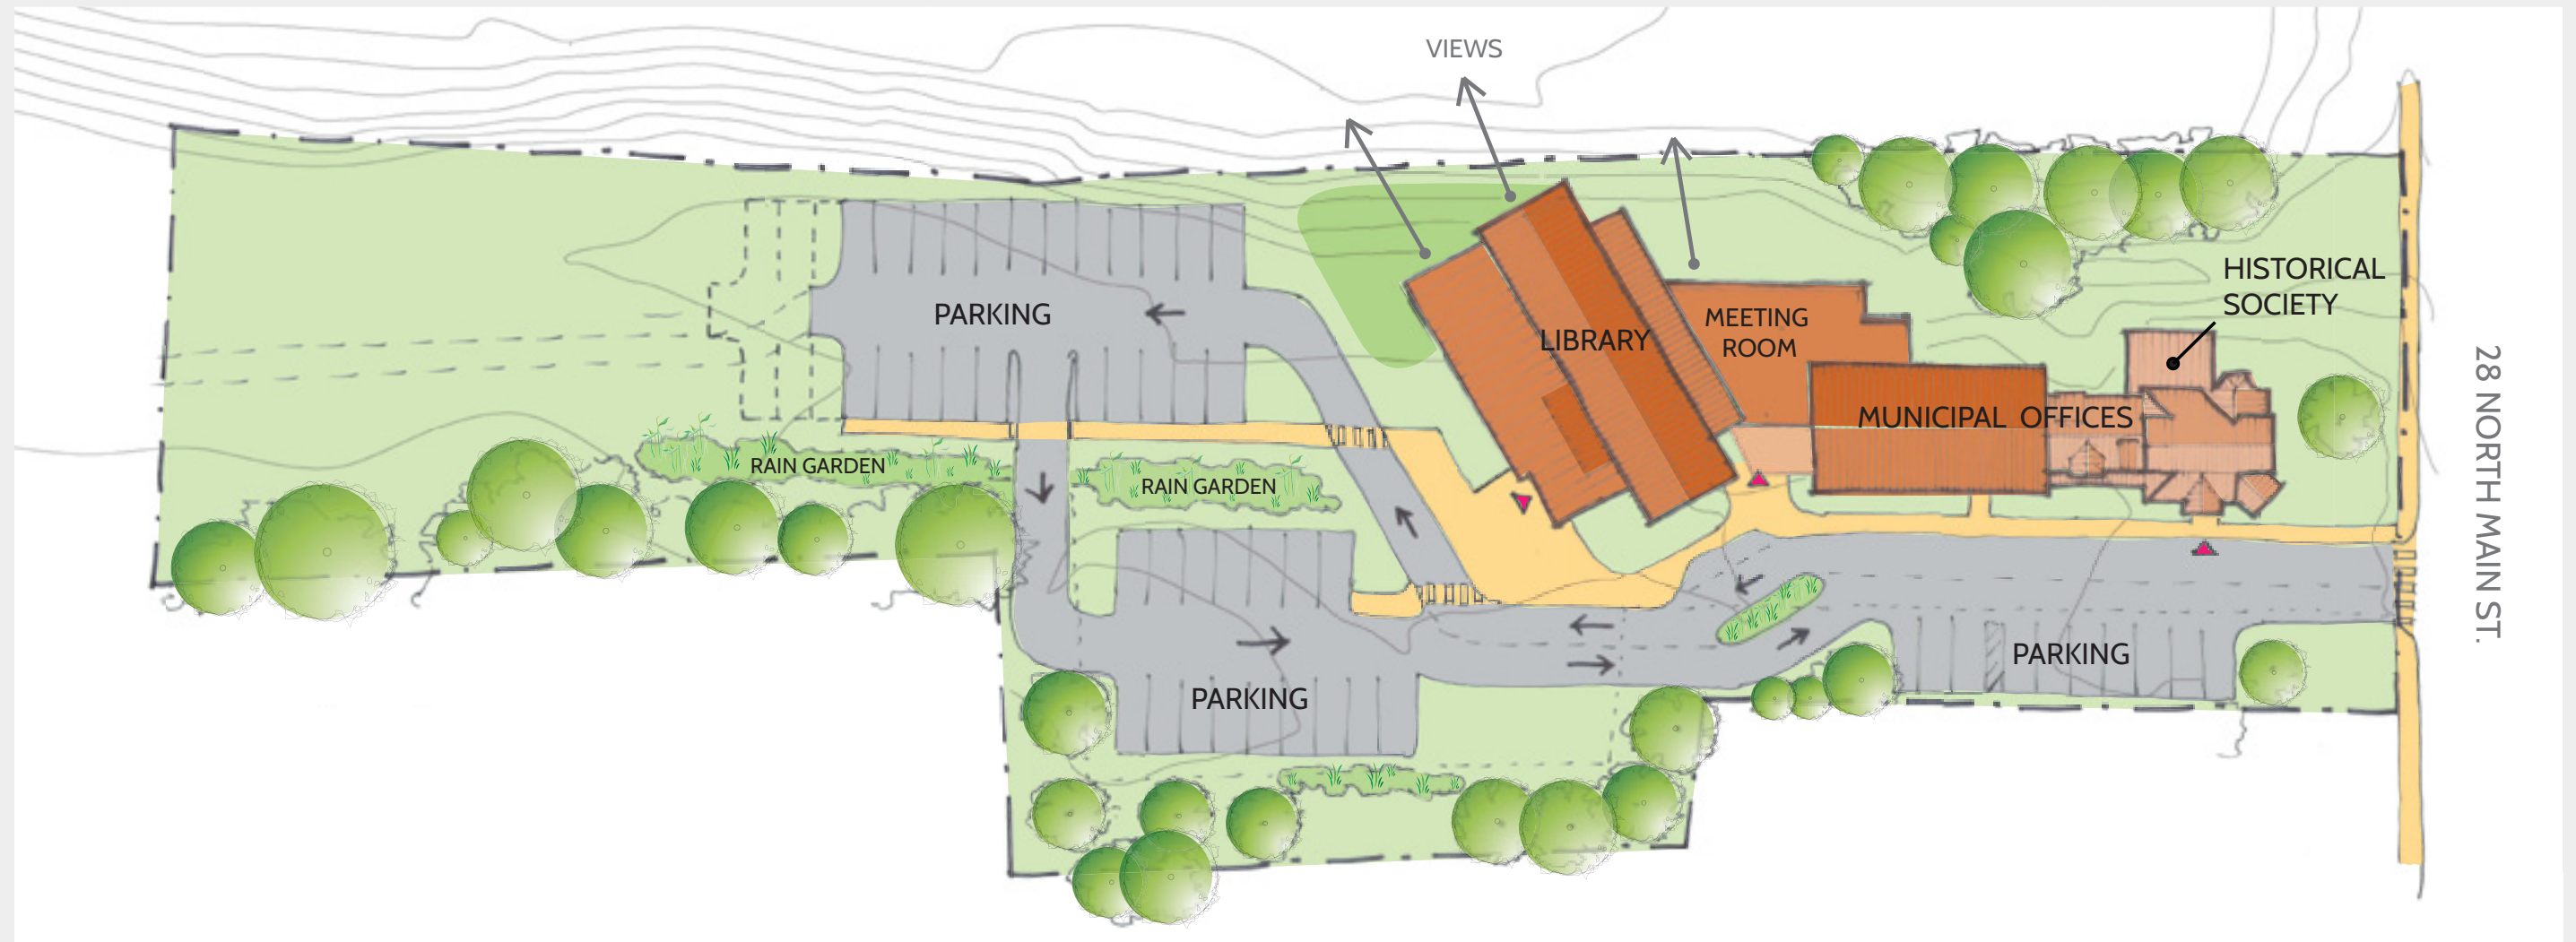 VIEWS
HISTORICAL
SOCIETY
PARKING
LIBRARY
MEETING
ROOM
MUNICIPAL OFFICES
28 NORTH MAIN ST.
RAIN GARDEN
RAIN GARDEN
PARKING
PARKING